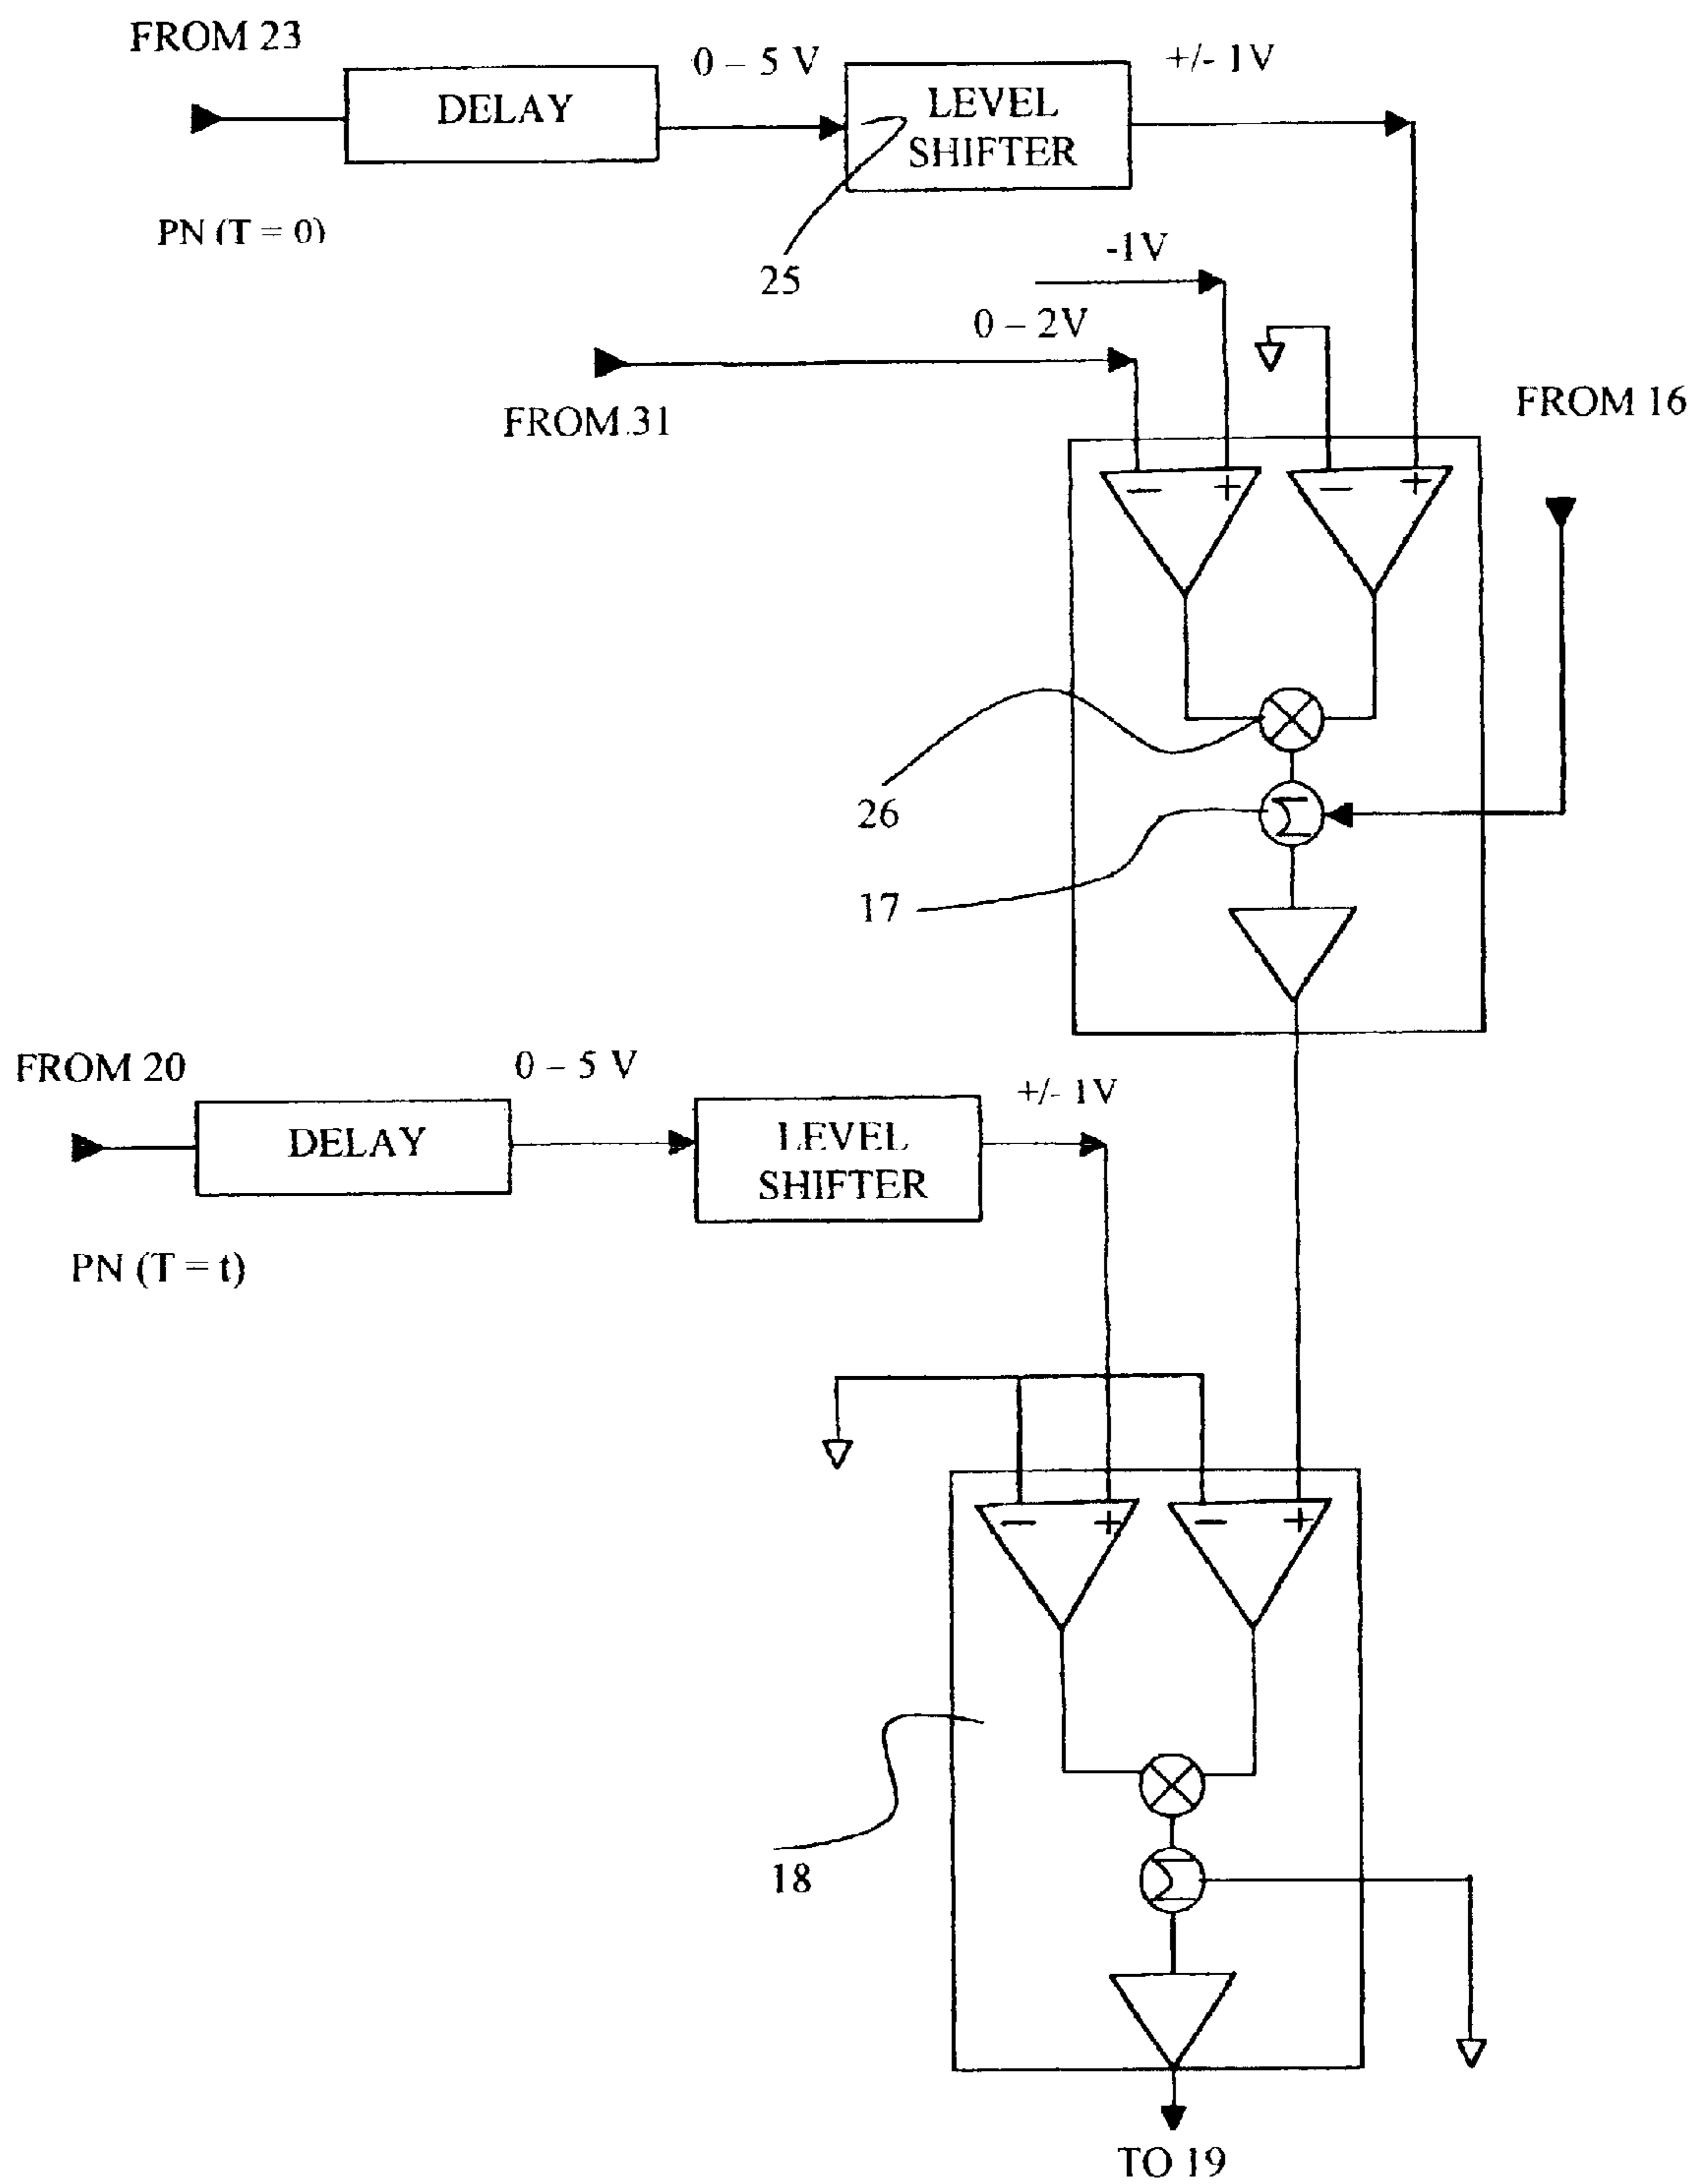 FROM 23
DELAY
0 – 5 V
LEVEL
SHIFTER
+/- 1V
PN (T = 0)
25
-1V
0 – 2V
FROM 31
FROM 16
− + − +
26
Σ
17
FROM 20
DELAY
0 – 5 V
LEVEL
SHIFTER
+/- 1V
PN (T = t)
− + − +
18
Σ
TO 19